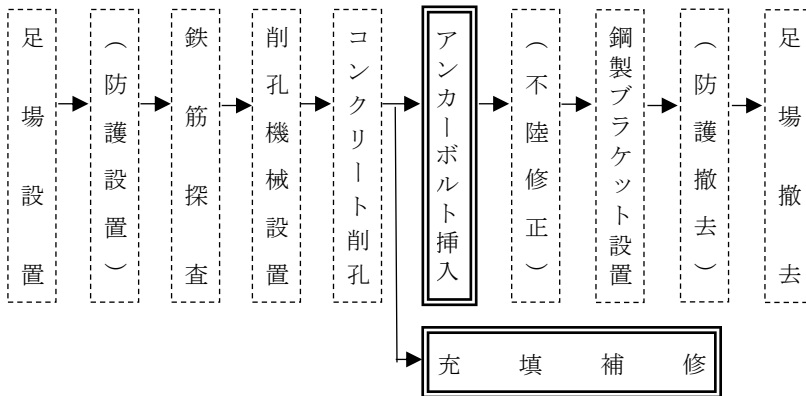 足場設置
（防護設置）
鉄筋探査
削孔機械設置
コンクリート削孔
アンカーボルト挿入
（不陸修正）
鋼製ブラケット設置
（防護撤去）
足場撤去
充填補修